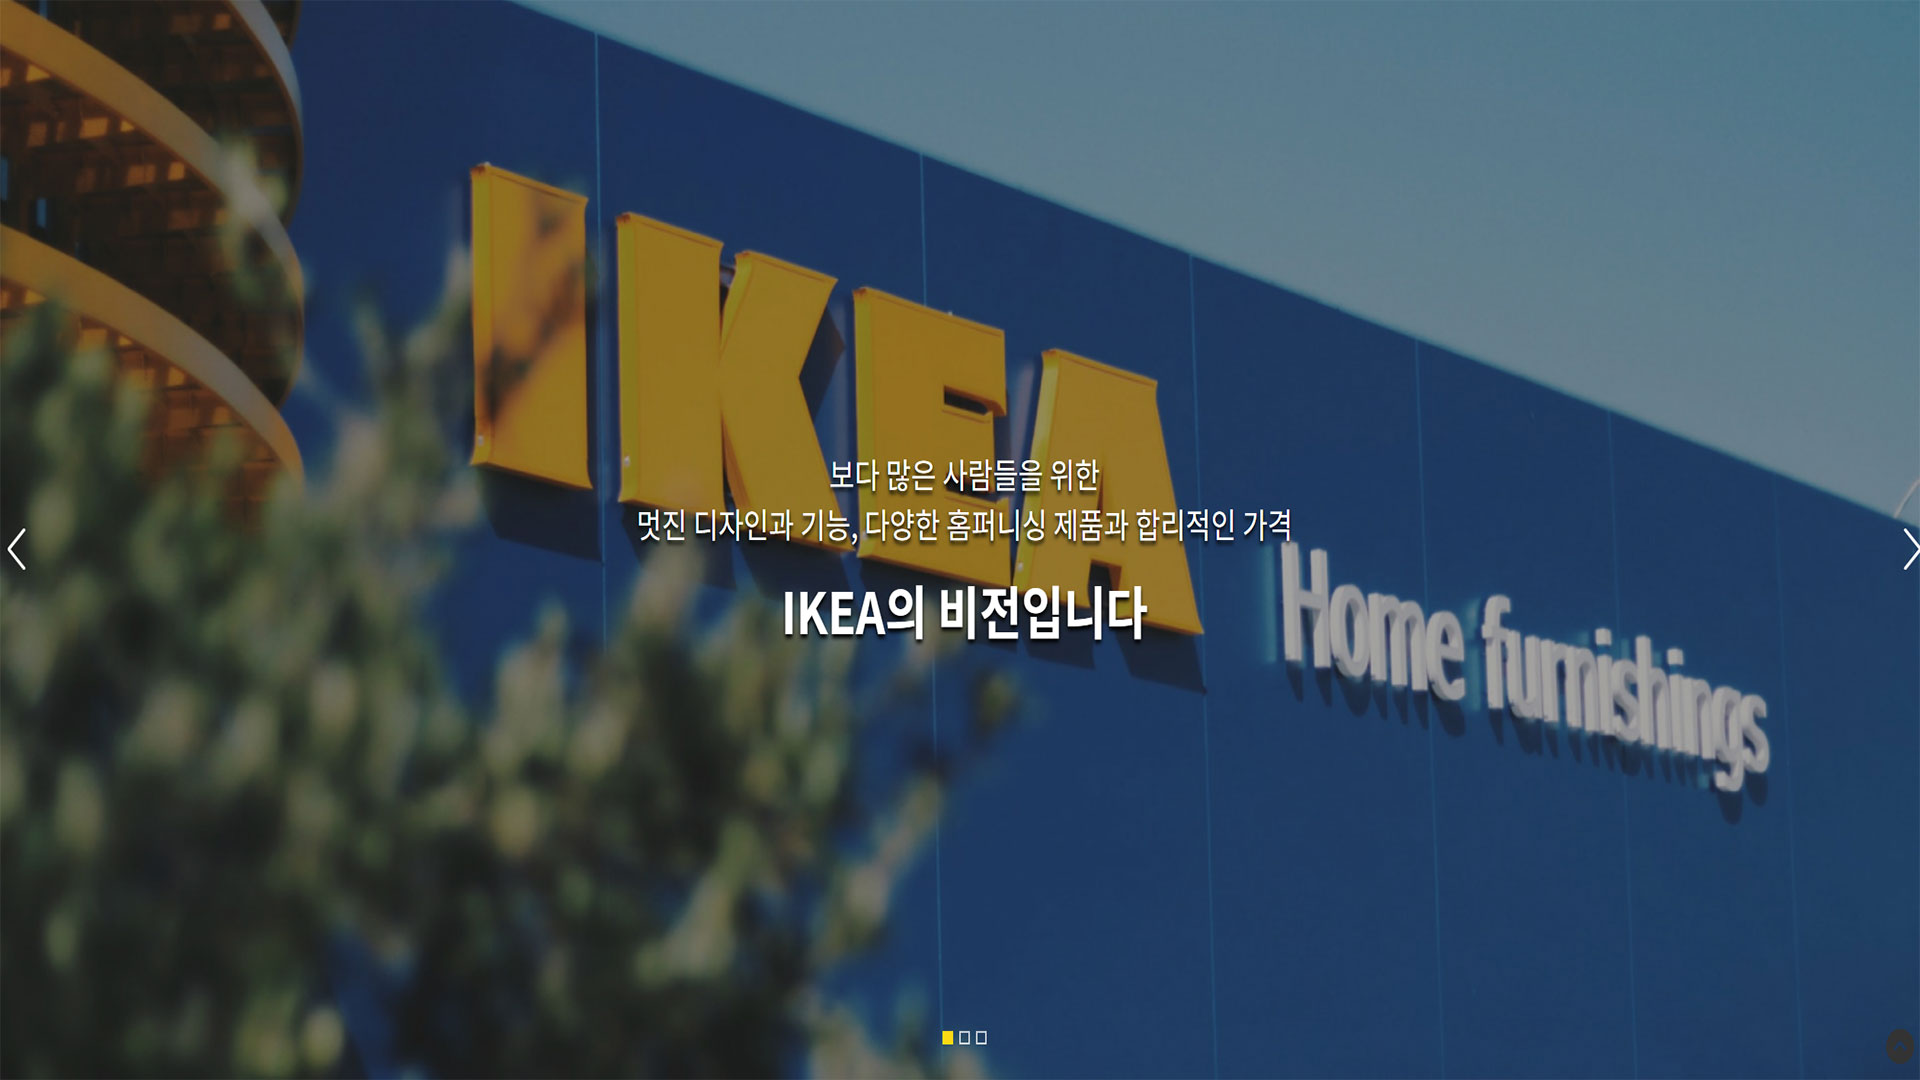 IKEA
보다 많은 사람들을 위한
멋진 디자인과 기능, 다양한 홈퍼니싱 제품과 합리적인 가격
IKEA의 비전입니다
Home furnishings